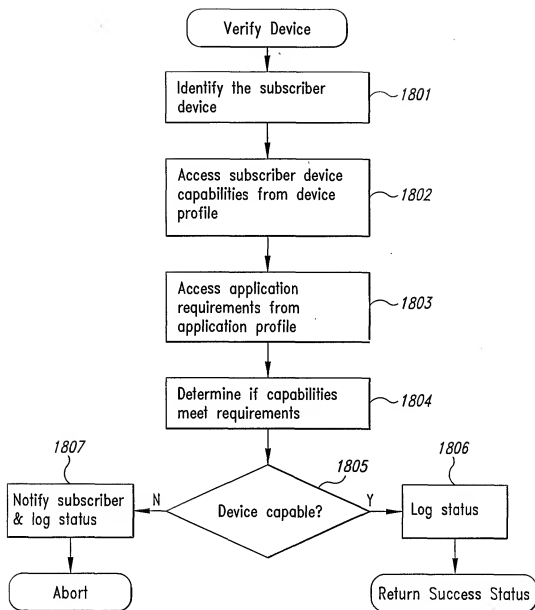 Verify Device
Identify the subscriber
device
1801
Access subscriber device
capabilities from device
profile
1802
Access application
requirements from
application profile
1803
Determine if capabilities
meet requirements
1804
1807
1805
1806
Notify subscriber
& log status
N
Device capable?
Y
Log status
Abort
Return Success Status